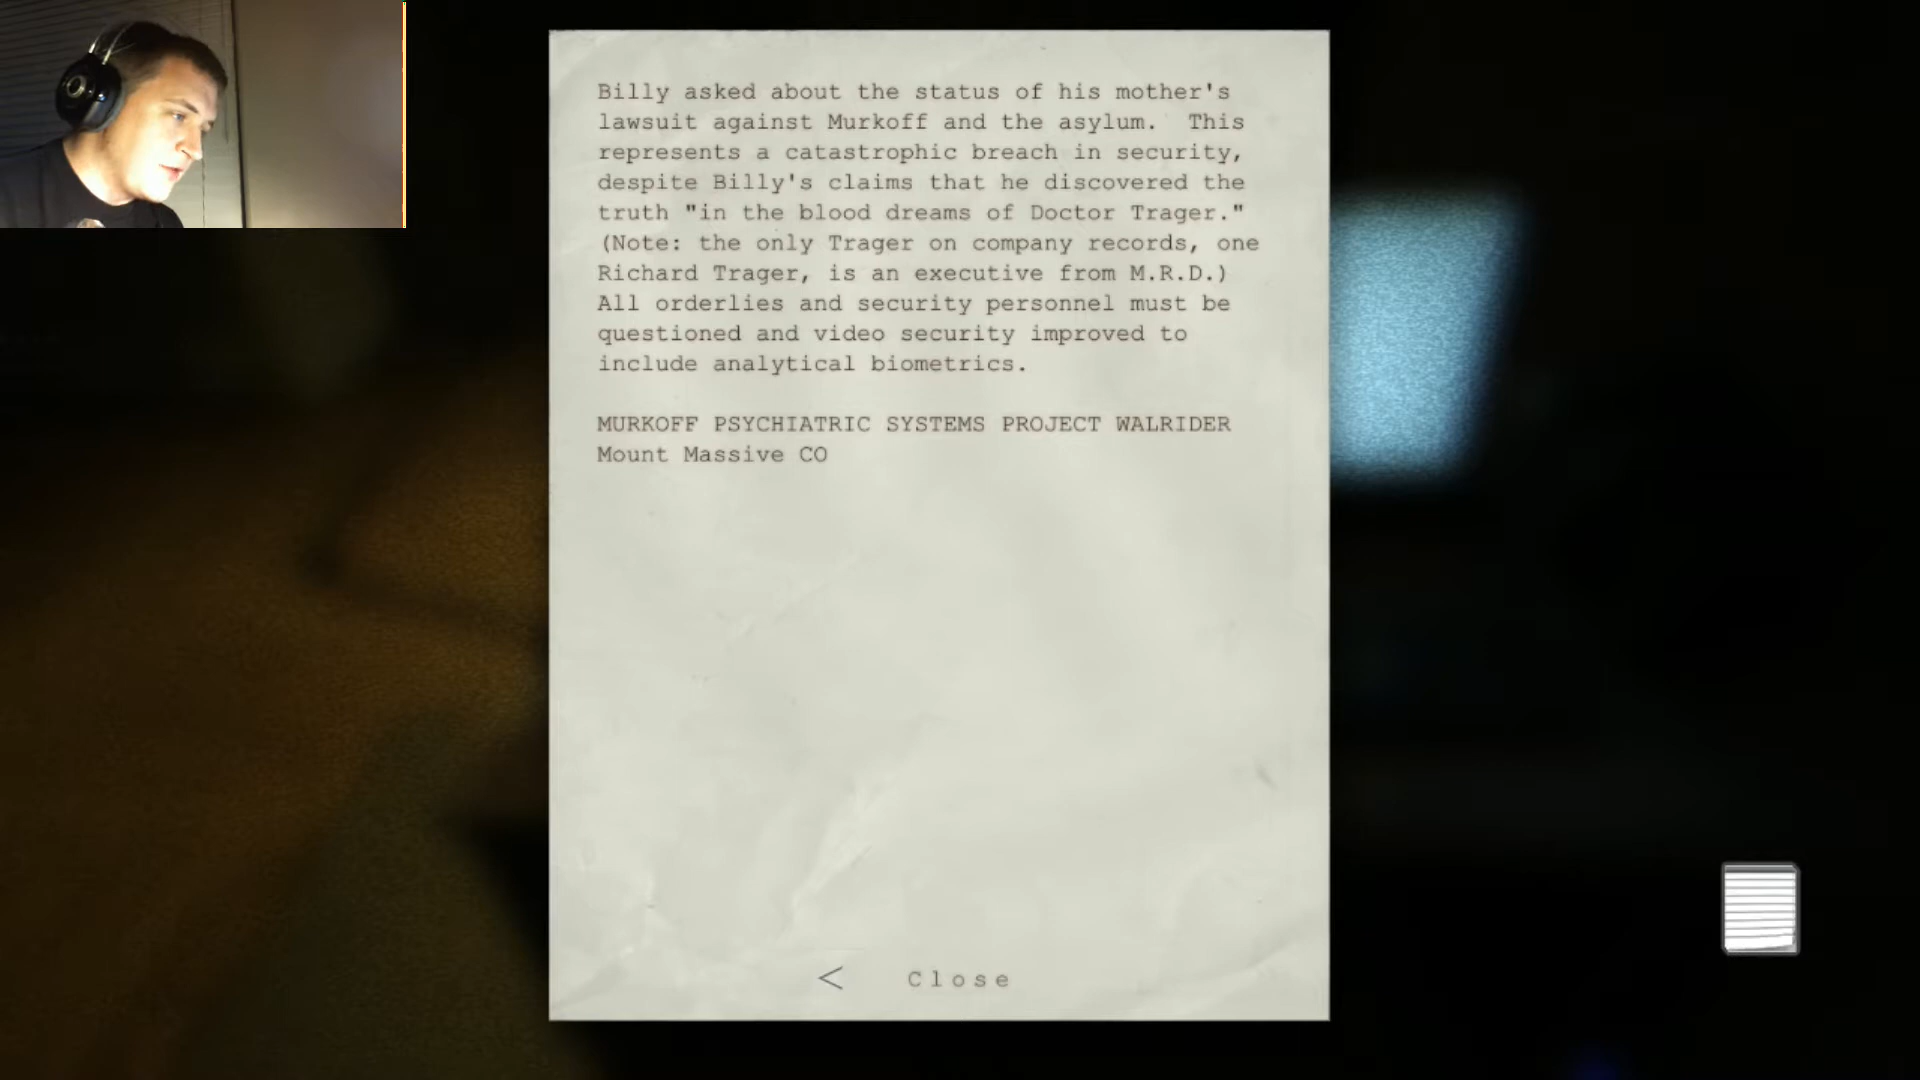 Billy asked about the status of his mother's
lawsuit against Murkoff and the asylum.  This
represents a catastrophic breach in security,
despite Billy's claims that he discovered the
truth "in the blood dreams of Doctor Trager."
(Note: the only Trager on company records, one
Richard Trager, is an executive from M.R.D.)
All orderlies and security personnel must be
questioned and video security improved to
include analytical biometrics.
MURKOFF PSYCHIATRIC SYSTEMS PROJECT WALRIDER
Mount Massive CO
< Close